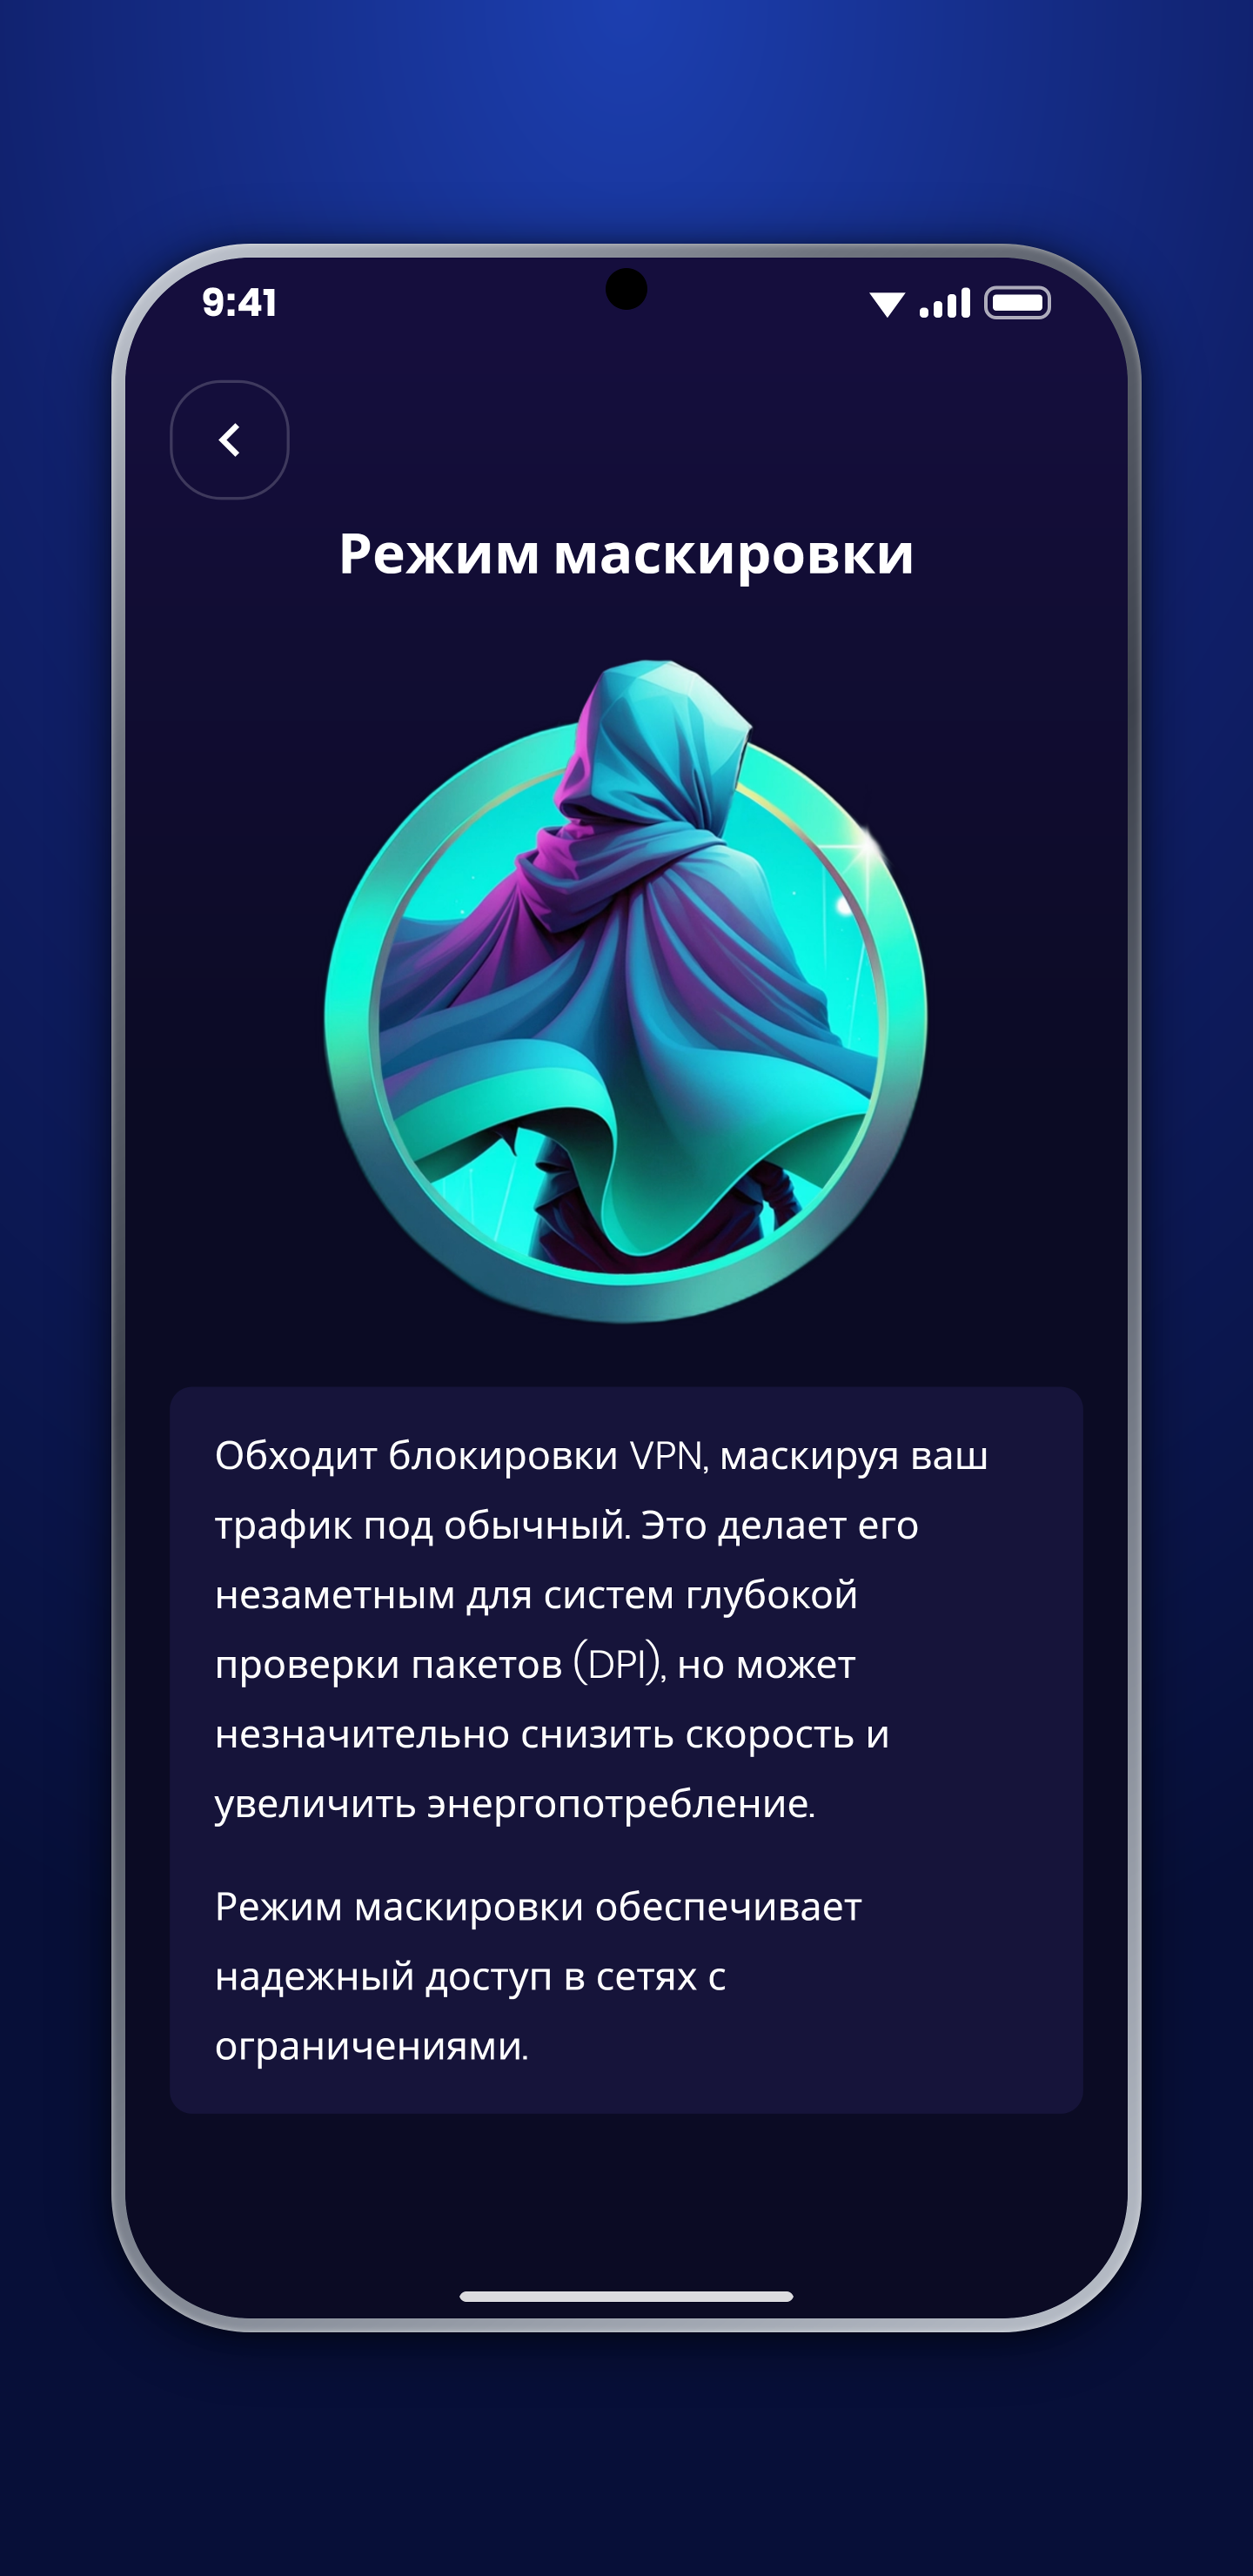 9:41
Режим маскировки
Обходит блокировки VPN, маскируя ваш
трафик под обычный. Это делает его
незаметным для систем глубокой
проверки пакетов (DPI), но может
незначительно снизить скорость и
увеличить энергопотребление.
Режим маскировки обеспечивает
надежный доступ в сетях с
ограничениями.